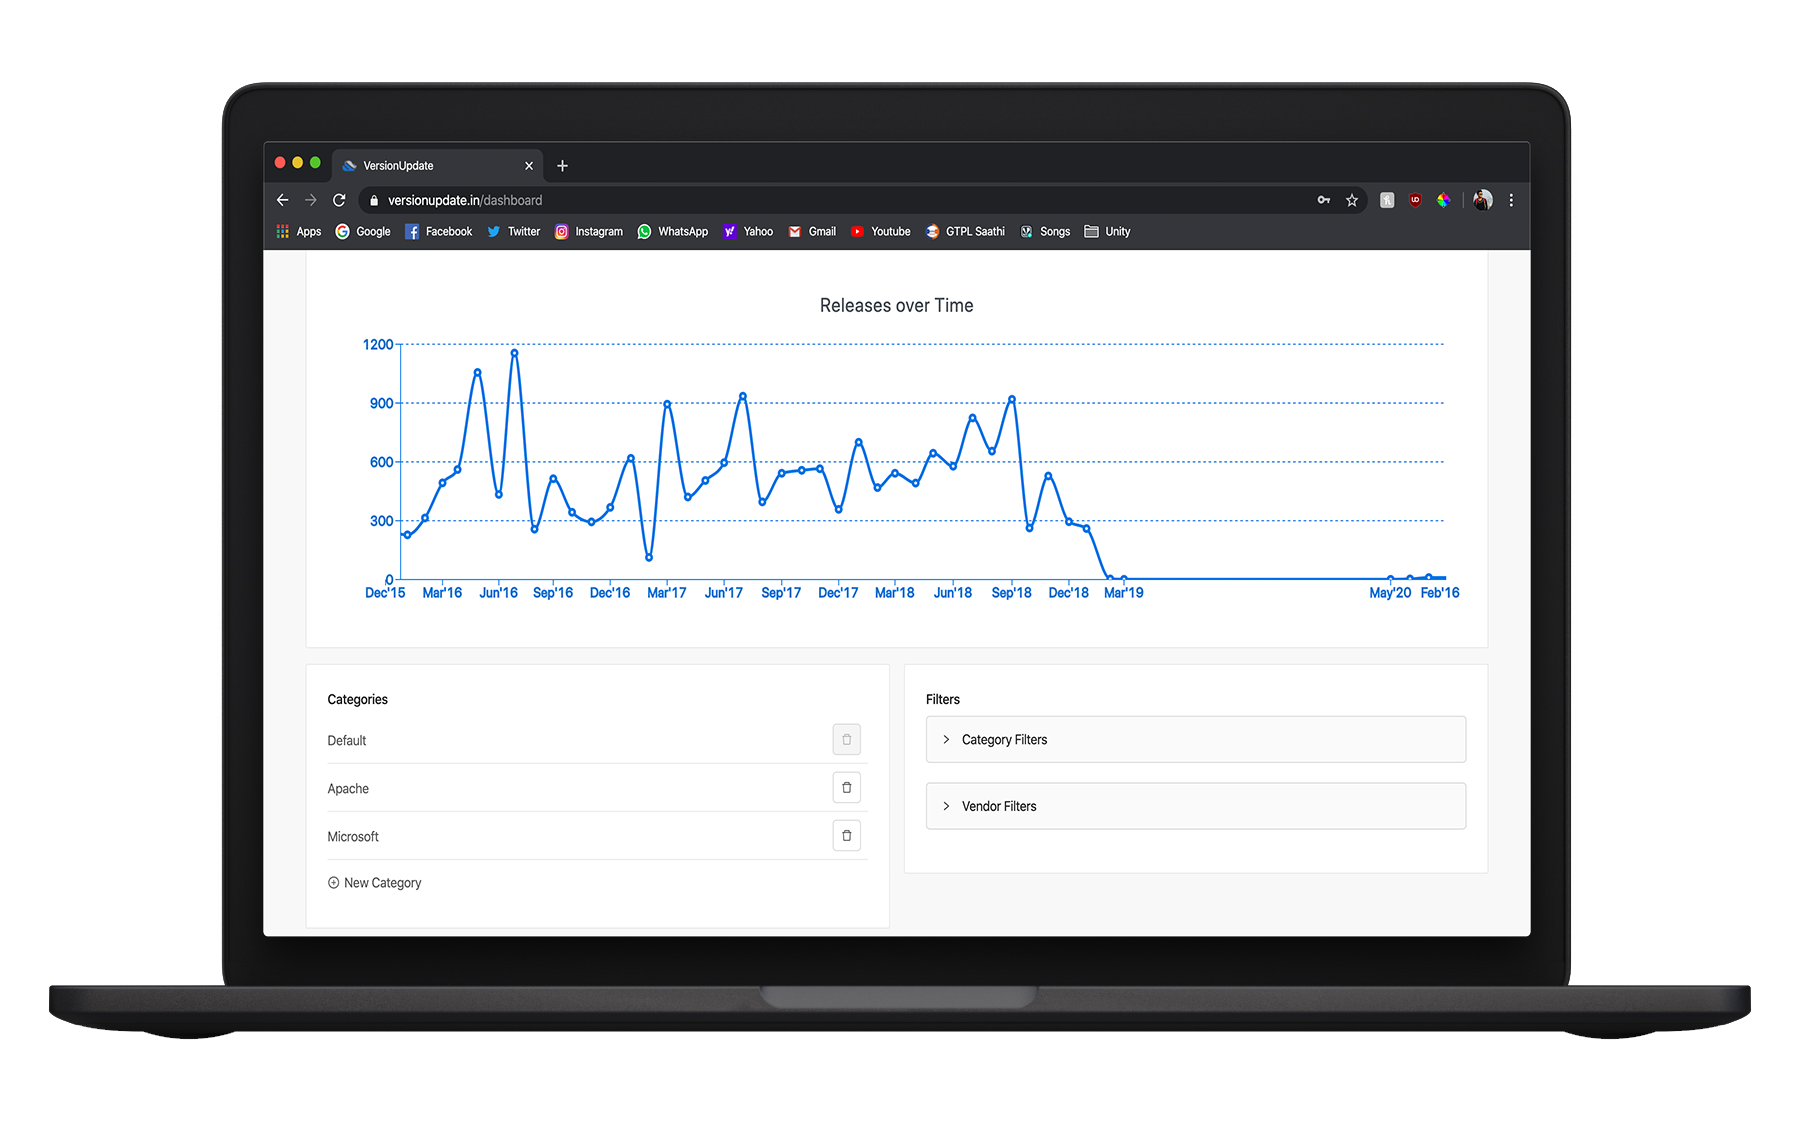 VersionUpdate
versionupdate.in/dashboard
Apps Google Facebook Twitter Instagram WhatsApp Yahoo Gmail Youtube GTPL Saathi Songs Unity
Releases over Time
1200
900
600
300
0
Dec'15 Mar'16 Jun'16 Sep'16 Dec'16 Mar'17 Jun'17 Sep'17 Dec'17 Mar'18 Jun'18 Sep'18 Dec'18 Mar'19 May'20 Feb'16
Categories
Default
Apache
Microsoft
New Category
Filters
Category Filters
Vendor Filters